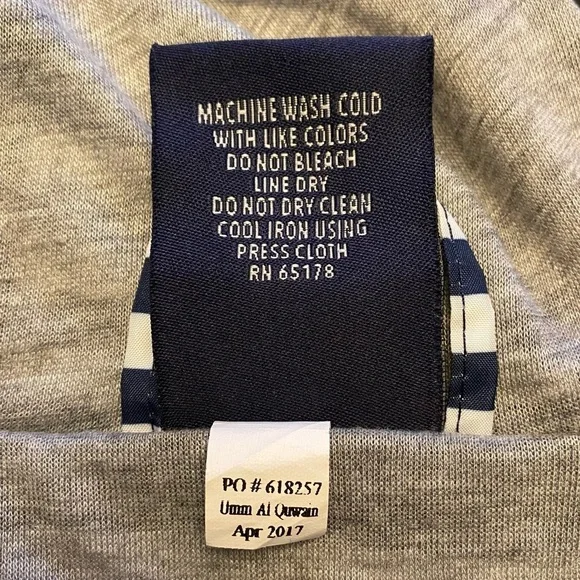 MACHINE WASH COLD
WITH LIKE COLORS
DO NOT BLEACH
LINE DRY
DO NOT DRY CLEAN
COOL IRON USING
PRESS CLOTH
RN 65178
PO # 618257
Umm Al Quwain
Apr 2017